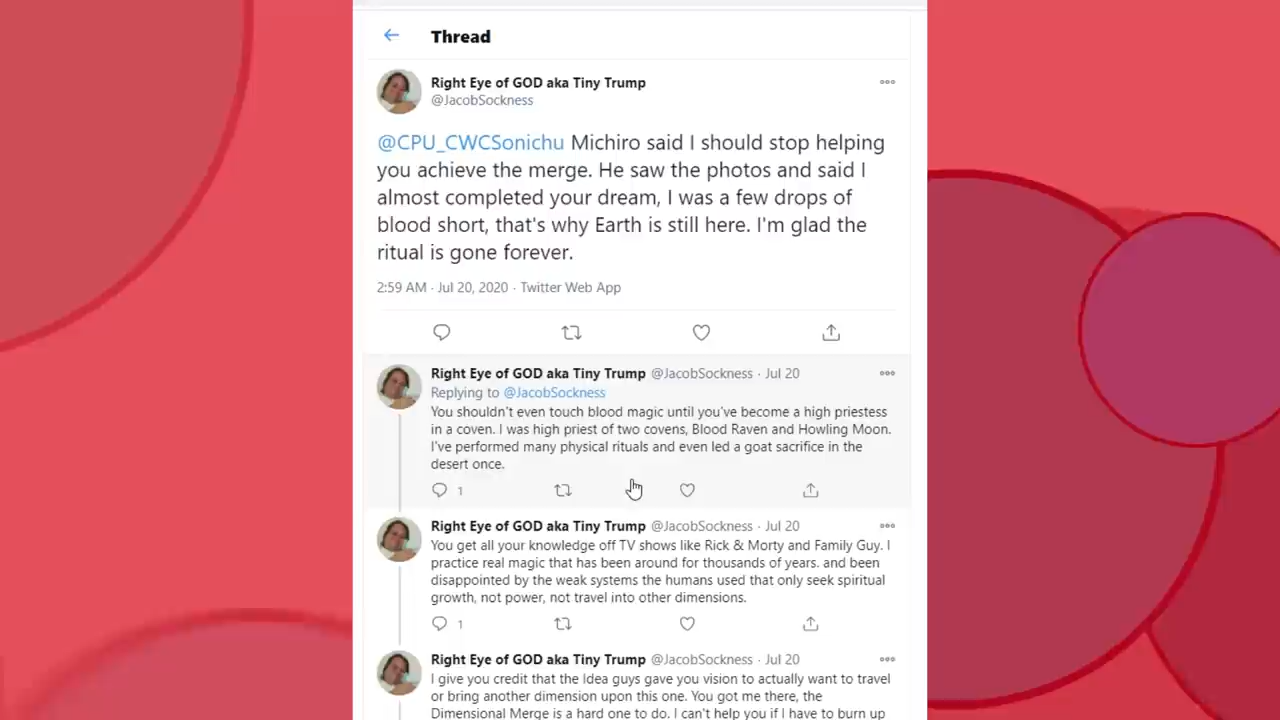 Thread
Right Eye of GOD aka Tiny Trump
@JacobSockness
@CPU_CWCSonichu Michiro said I should stop helping
you achieve the merge. He saw the photos and said I
almost completed your dream, I was a few drops of
blood short, that's why Earth is still here. I'm glad the
ritual is gone forever.
2:59 AM · Jul 20, 2020 · Twitter Web App
Right Eye of GOD aka Tiny Trump @JacobSockness · Jul 20
Replying to @JacobSockness
You shouldn't even touch blood magic until you've become a high priestess
in a coven. I was high priest of two covens, Blood Raven and Howling Moon.
I've performed many physical rituals and even led a goat sacrifice in the
desert once.
1
Right Eye of GOD aka Tiny Trump @JacobSockness · Jul 20
You get all your knowledge off TV shows like Rick & Morty and Family Guy. I
practice real magic that has been around for thousands of years. and been
disappointed by the weak systems the humans used that only seek spiritual
growth, not power, not travel into other dimensions.
1
Right Eye of GOD aka Tiny Trump @JacobSockness · Jul 20
I give you credit that the Idea guys gave you vision to actually want to travel
or bring another dimension upon this one. You got me there, the
Dimensional Merge is a hard one to do. I can't help you if I have to burn up